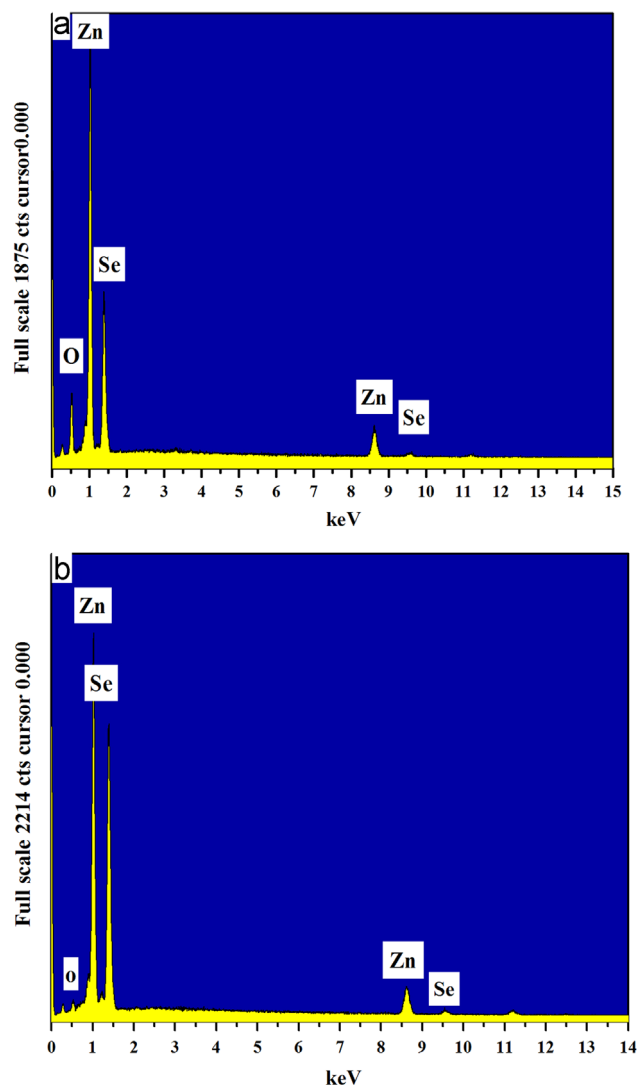 a
Zn
Se
O
Zn
Se
Full scale 1875 cts cursor0.000
0 1 2 3 4 5 6 7 8 9 10 11 12 13 14 15
keV
b
Zn
Se
o
Zn
Se
Full scale 2214 cts cursor 0.000
0 1 2 3 4 5 6 7 8 9 10 11 12 13 14
keV